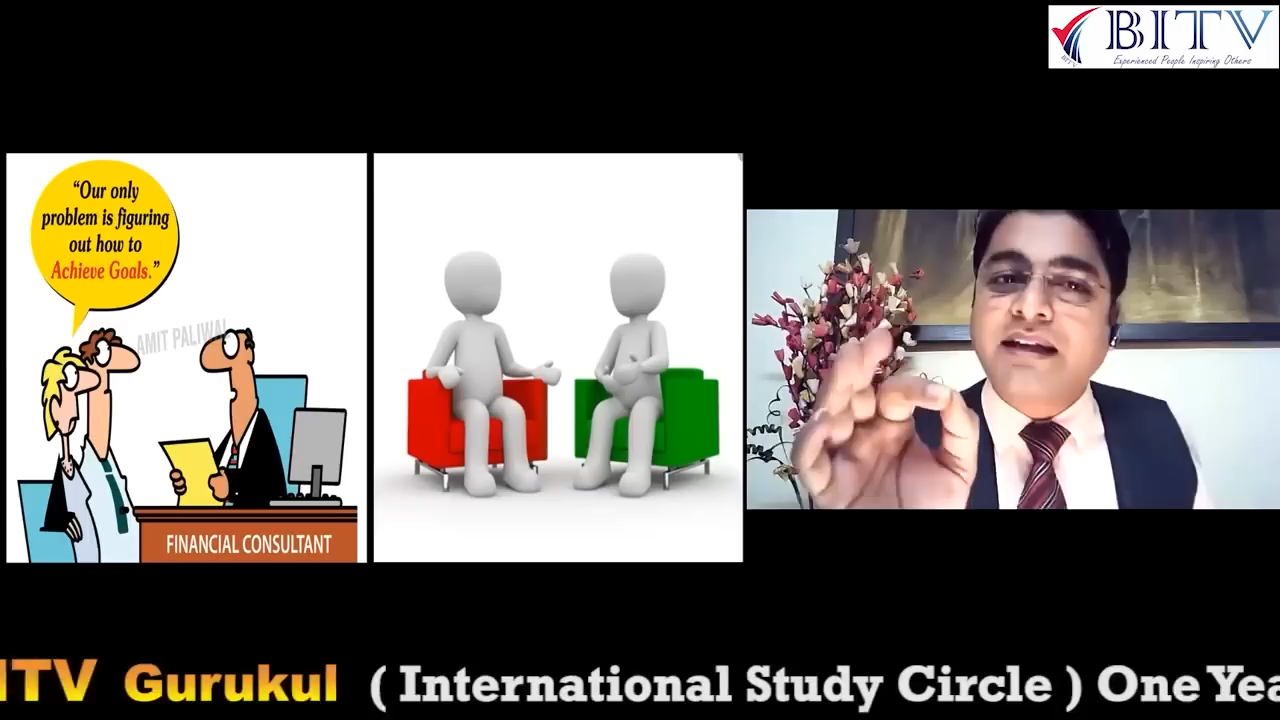 BITV
Experienced People Inspiring Others
“Our only
problem is figuring
out how to
Achieve Goals.”
AMIT PALIWAL
FINANCIAL CONSULTANT
ITV Gurukul ( International Study Circle ) One Yea